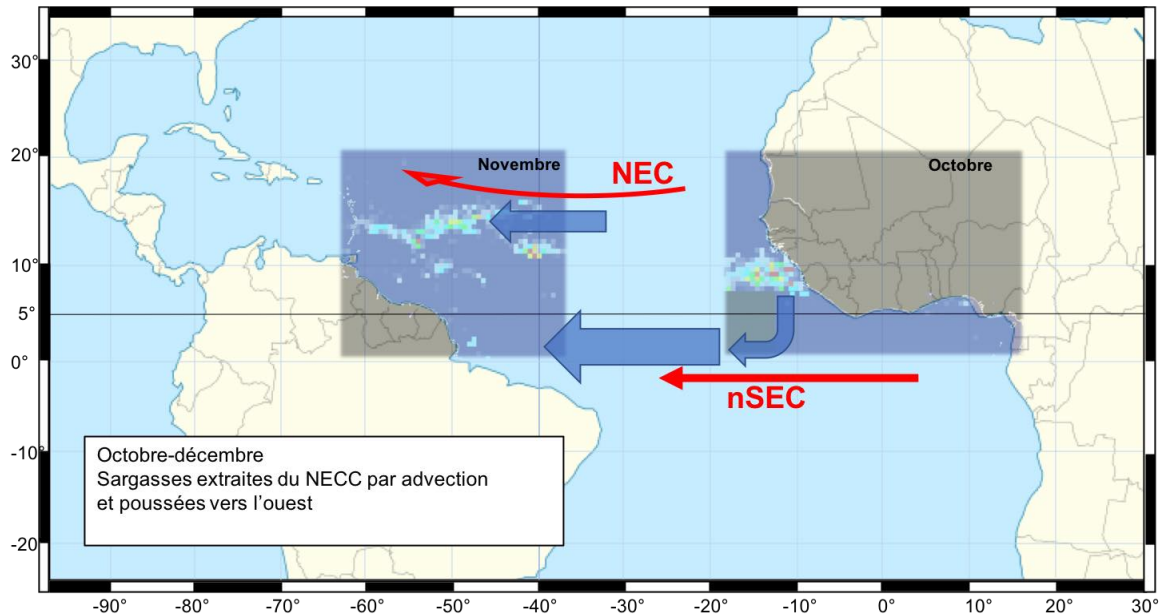 30°
20°
10°
5°
0°
-10°
-20°
Novembre
NEC
Octobre
nSEC
Octobre-décembre
Sargasses extraites du NECC par advection
et poussées vers l'ouest
-90° -80° -70° -60° -50° -40° -30° -20° -10° 0° 10° 20° 30°